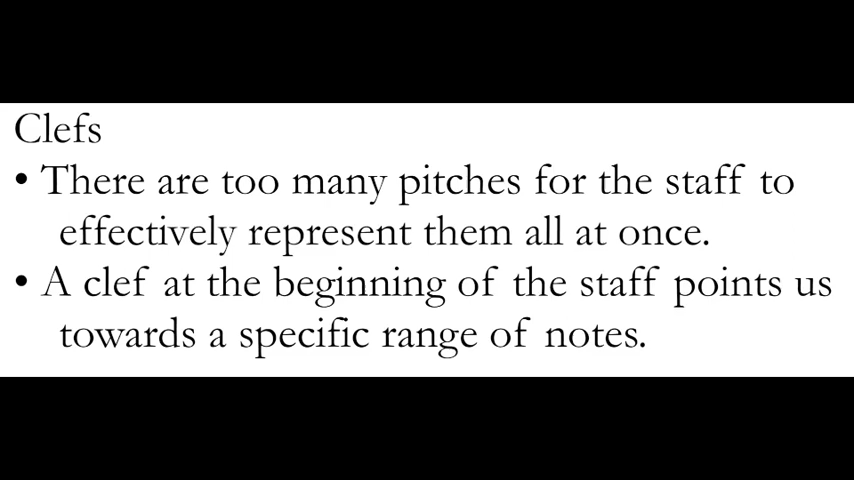 Clefs
• There are too many pitches for the staff to
effectively represent them all at once.
• A clef at the beginning of the staff points us
towards a specific range of notes.